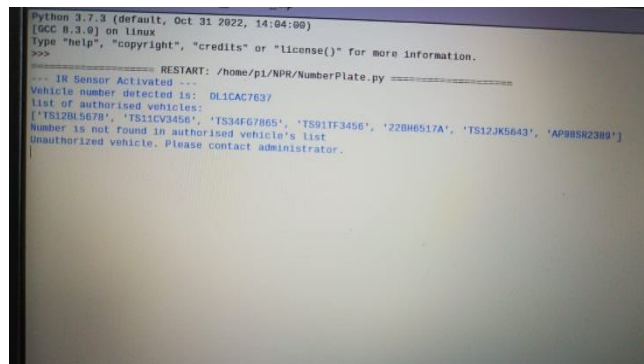 Python 3.7.3 (default, Oct 31 2022, 14:04:00)
[GCC 8.3.0] on linux
Type "help", "copyright", "credits" or "license()" for more information.
>>>
=================== RESTART: /home/pi/NPR/NumberPlate.py ===================
--- IR Sensor Activated ---
Vehicle number detected is:  DL1CAC7637
list of authorised vehicles:
['TS12BL5678', 'TS11CV3456', 'TS34FG7865', 'TS91TF3456', '22BH6517A', 'TS12JK5643', 'AP98SR2389']
Number is not found in authorised vehicle's list
Unauthorized vehicle. Please contact administrator.